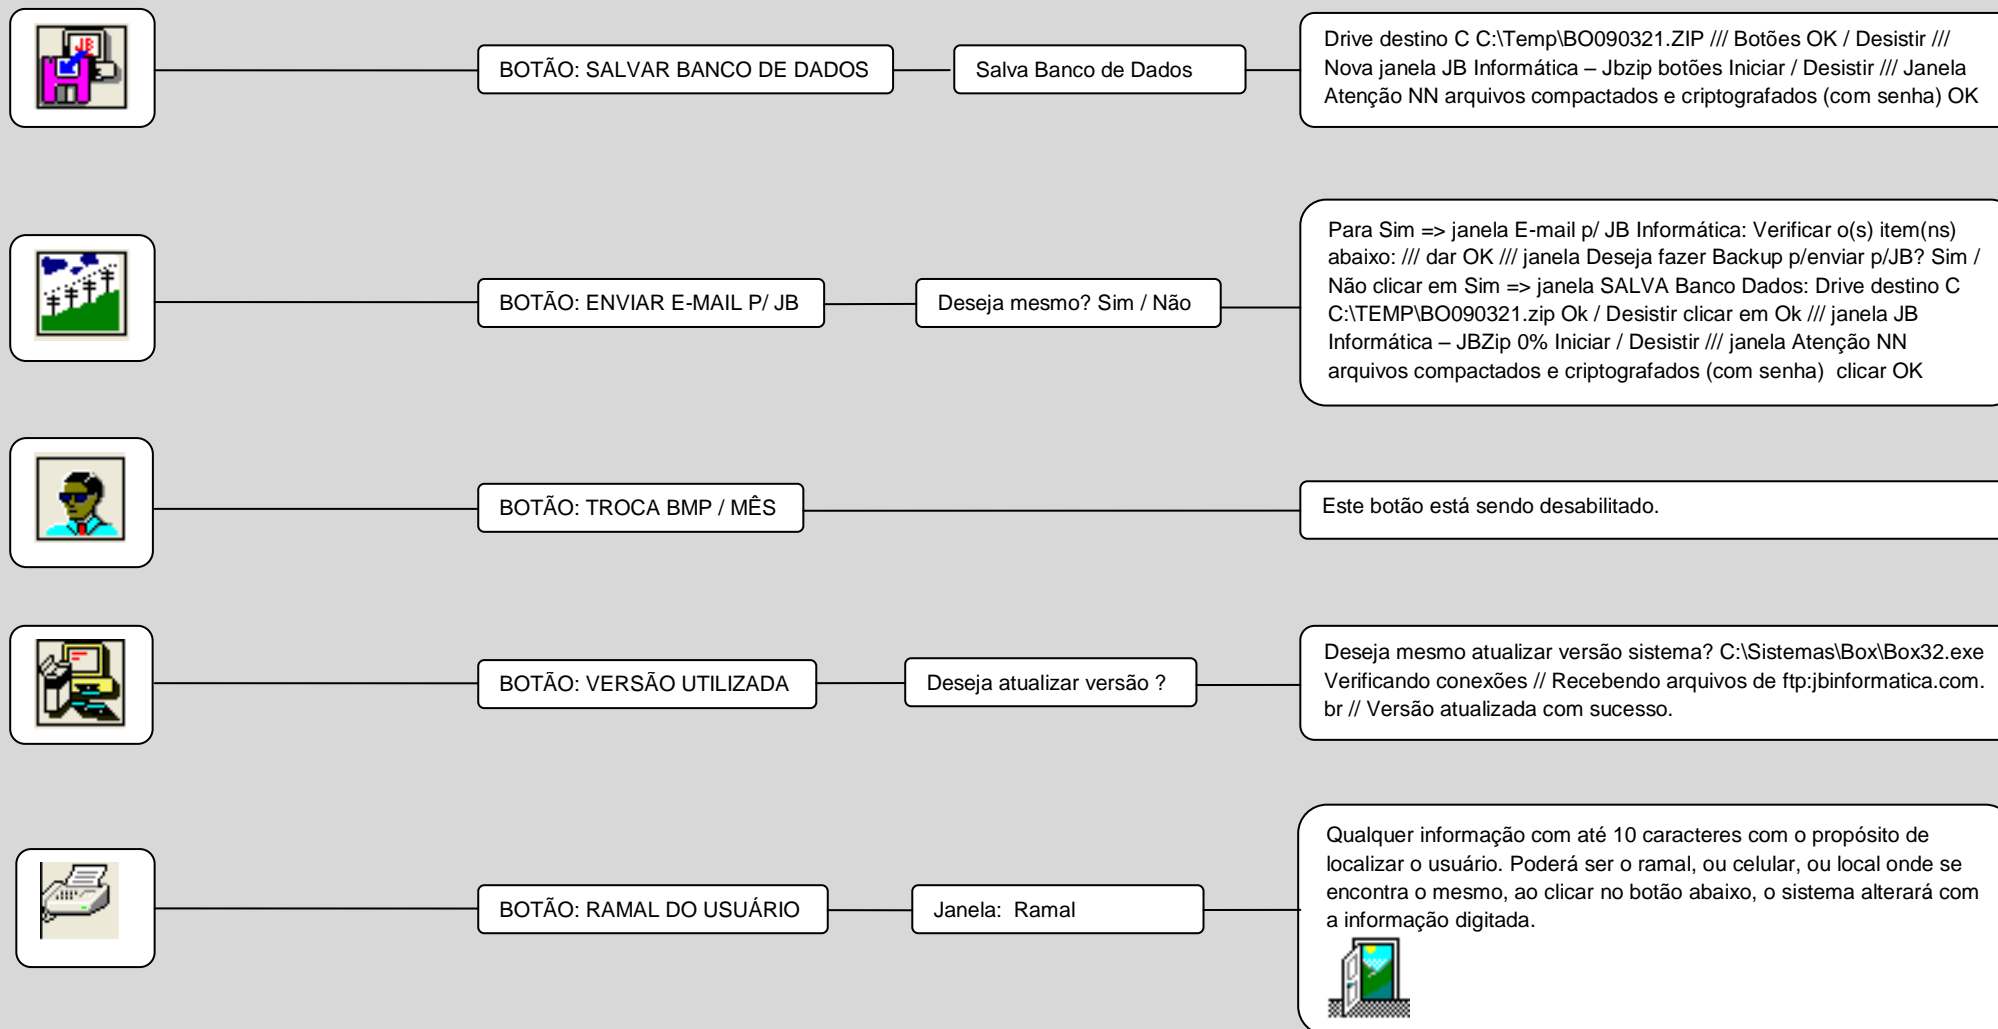 JB
BOTÃO: SALVAR BANCO DE DADOS
Salva Banco de Dados
Drive destino C C:\Temp\BO090321.ZIP /// Botões OK / Desistir ///
Nova janela JB Informática – Jbzip botões Iniciar / Desistir /// Janela
Atenção NN arquivos compactados e criptografados (com senha) OK
BOTÃO: ENVIAR E-MAIL P/ JB
Deseja mesmo? Sim / Não
Para Sim => janela E-mail p/ JB Informática: Verificar o(s) item(ns)
abaixo: /// dar OK /// janela Deseja fazer Backup p/enviar p/JB? Sim /
Não clicar em Sim => janela SALVA Banco Dados: Drive destino C
C:\TEMP\BO090321.zip Ok / Desistir clicar em Ok /// janela JB
Informática – JBZip 0% Iniciar / Desistir /// janela Atenção NN
arquivos compactados e criptografados (com senha)  clicar OK
BOTÃO: TROCA BMP / MÊS
Este botão está sendo desabilitado.
BOTÃO: VERSÃO UTILIZADA
Deseja atualizar versão ?
Deseja mesmo atualizar versão sistema? C:\Sistemas\Box\Box32.exe
Verificando conexões // Recebendo arquivos de ftp:jbinformatica.com.
br // Versão atualizada com sucesso.
BOTÃO: RAMAL DO USUÁRIO
Janela:  Ramal
Qualquer informação com até 10 caracteres com o propósito de
localizar o usuário. Poderá ser o ramal, ou celular, ou local onde se
encontra o mesmo, ao clicar no botão abaixo, o sistema alterará com
a informação digitada.